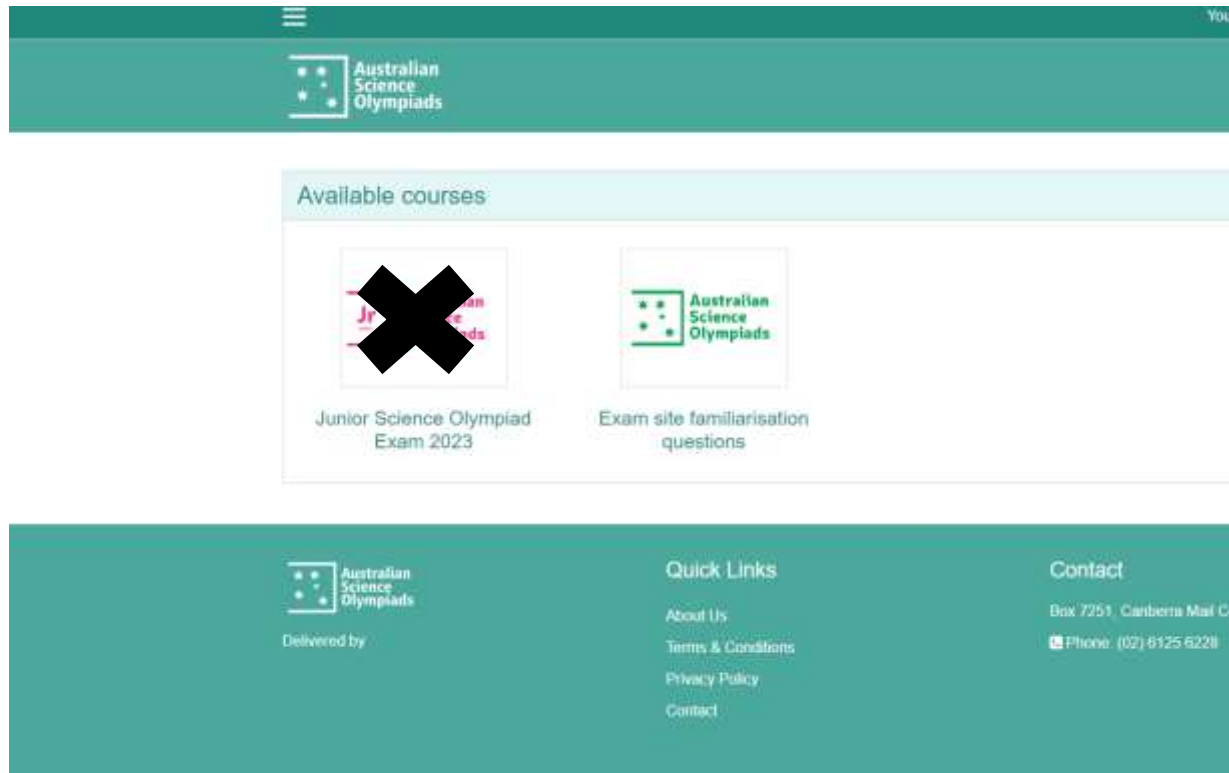 You
Australian
Science
Olympiads
Available courses
Jr
Australian
Science
Olympiads
Junior Science Olympiad
Exam 2023
Exam site familiarisation
questions
Australian
Science
Olympiads
Delivered by
Quick Links
About Us
Terms & Conditions
Privacy Policy
Contact
Contact
Box 7251, Canberra Mail C
Phone: (02) 6125 6228